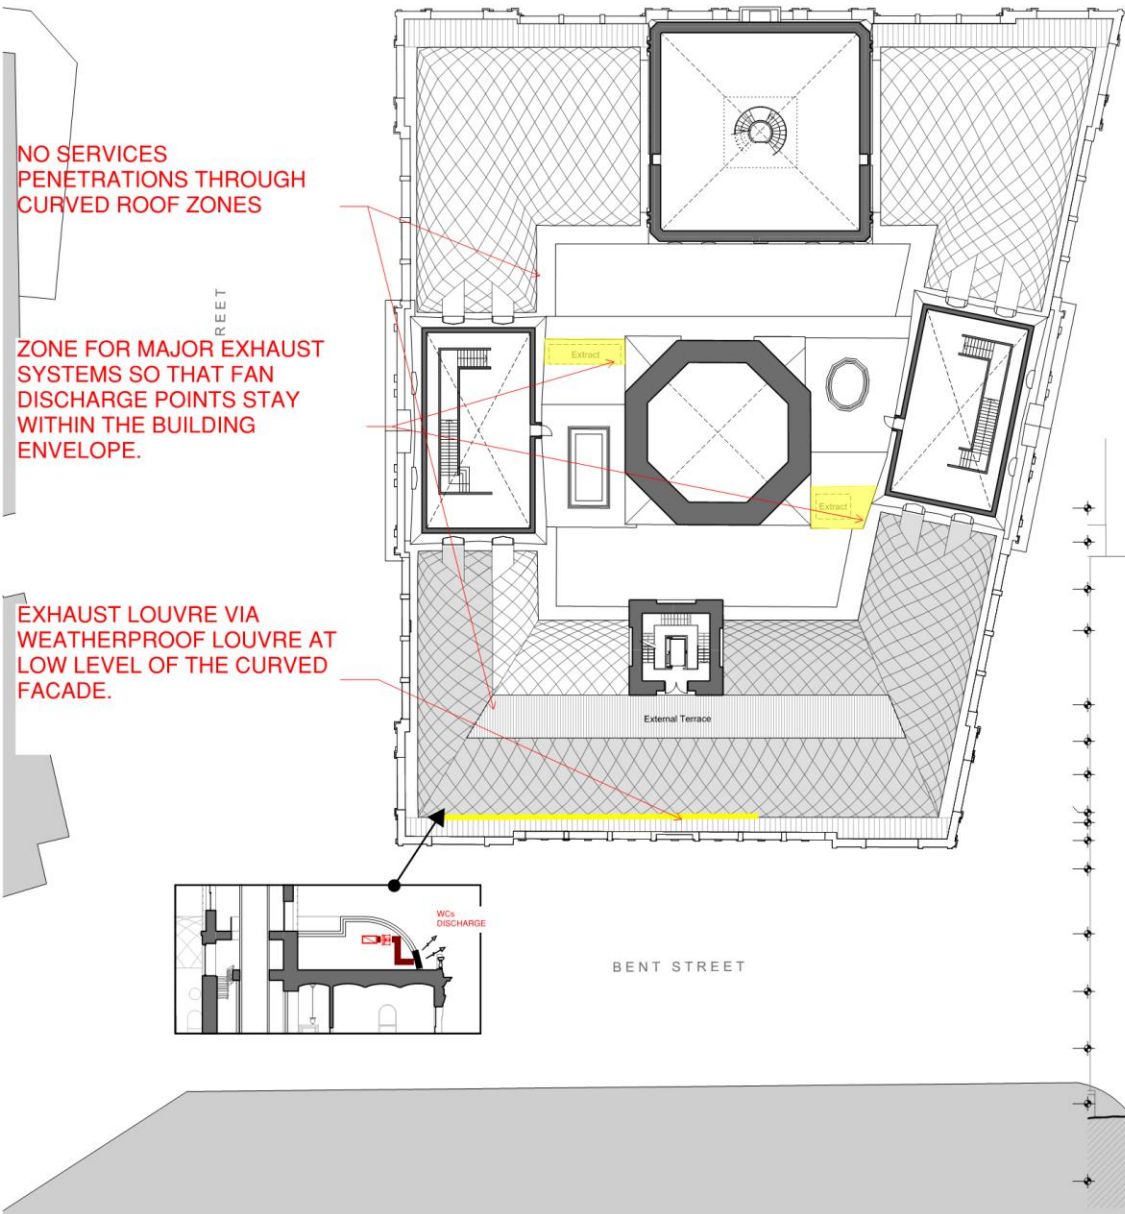 NO SERVICES
PENETRATIONS THROUGH
CURVED ROOF ZONES
REET
ZONE FOR MAJOR EXHAUST
SYSTEMS SO THAT FAN
DISCHARGE POINTS STAY
WITHIN THE BUILDING
ENVELOPE.
Extract
Extract
EXHAUST LOUVRE VIA
WEATHERPROOF LOUVRE AT
LOW LEVEL OF THE CURVED
FACADE.
External Terrace
WCs
DISCHARGE
BENT STREET